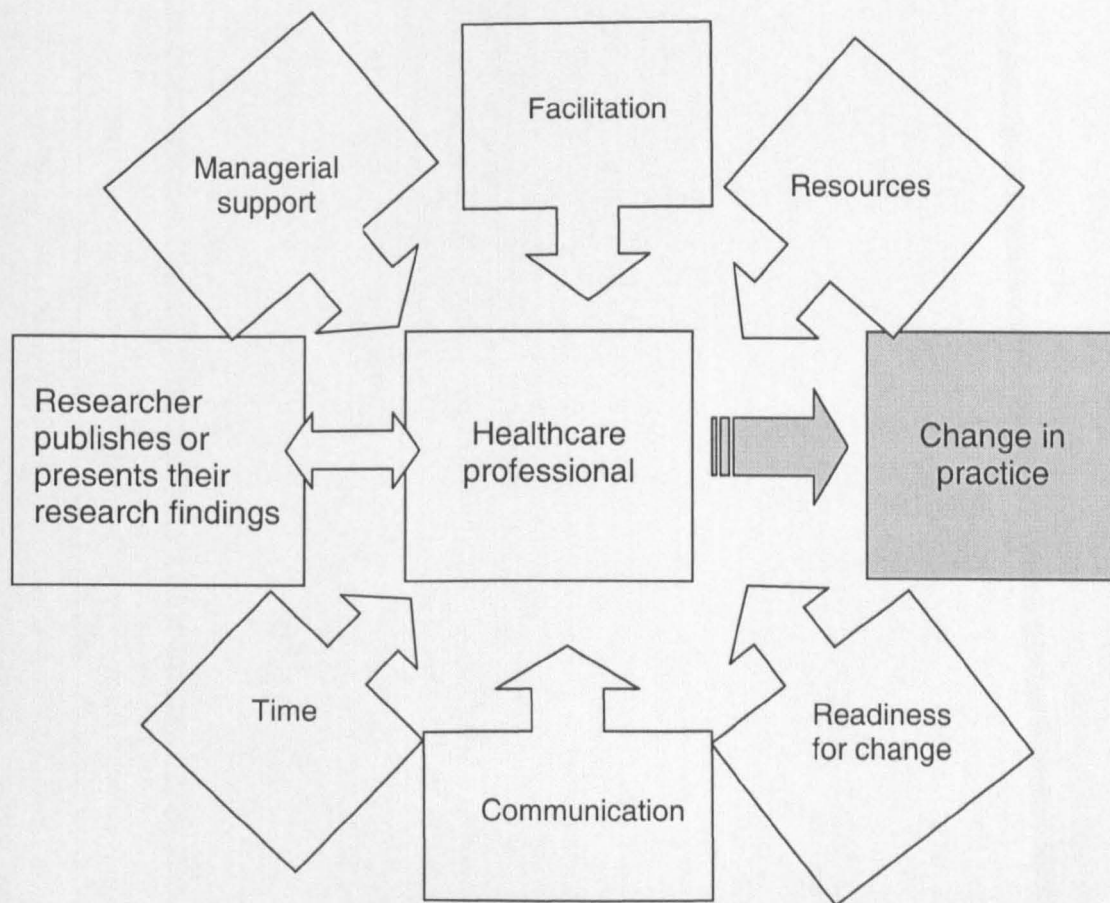 Facilitation
Managerial
support
Resources
Researcher
publishes or
presents their
research findings
Healthcare
professional
Change in
practice
Time
Readiness
for change
Communication